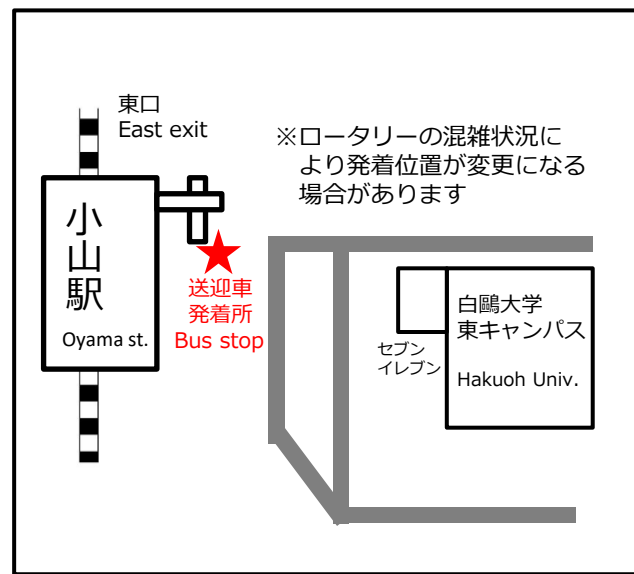 東口
East exit
※ロータリーの混雑状況に
より発着位置が変更になる
場合があります
小山駅
Oyama st.
送迎車
発着所
Bus stop
セブン
イレブン
白鷗大学
東キャンパス
Hakuoh Univ.